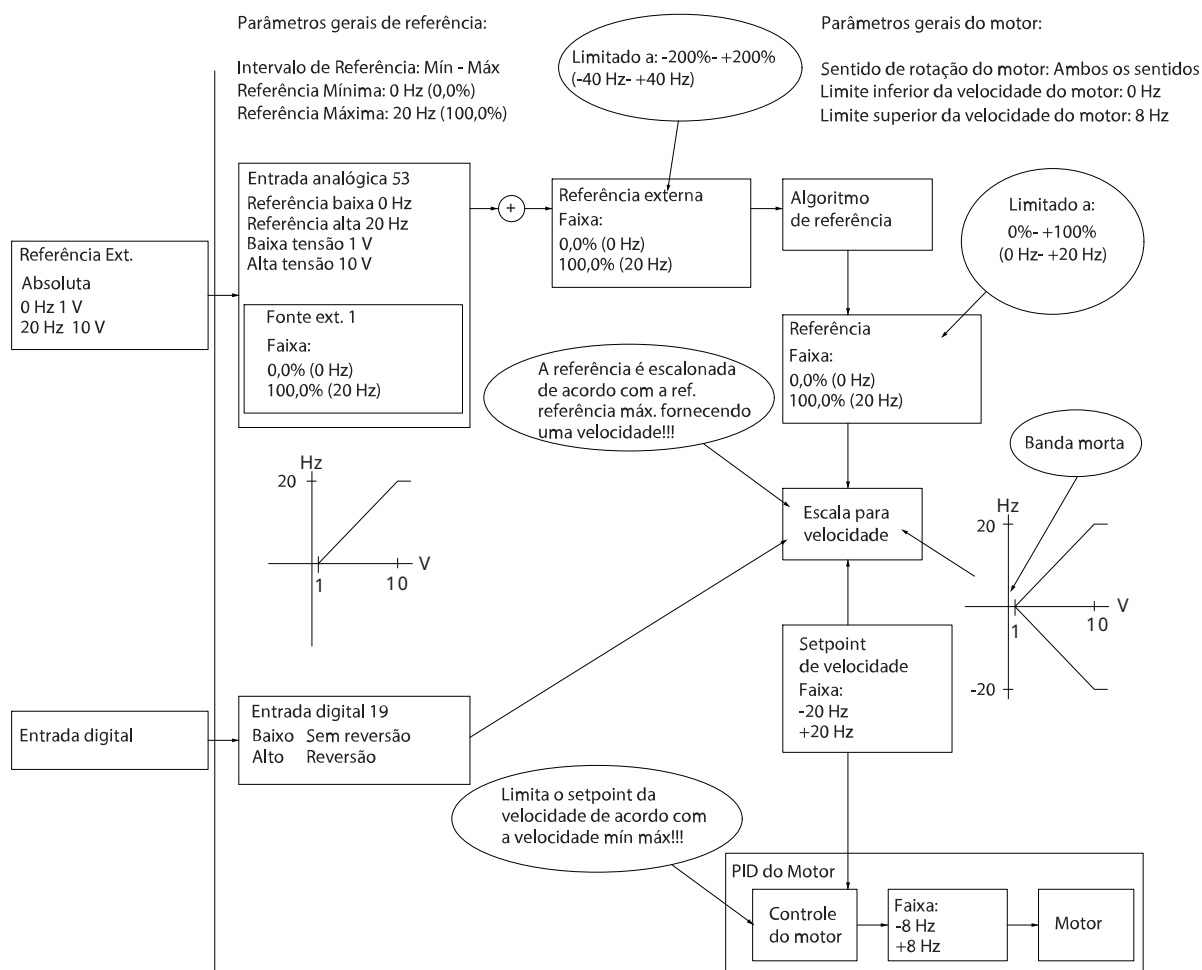 Parâmetros gerais de referência:
Intervalo de Referência: Mín - Máx
Referência Mínima: 0 Hz (0,0%)
Referência Máxima: 20 Hz (100,0%)
Limitado a: -200%- +200%
(-40 Hz- +40 Hz)
Parâmetros gerais do motor:
Sentido de rotação do motor: Ambos os sentidos
Limite inferior da velocidade do motor: 0 Hz
Limite superior da velocidade do motor: 8 Hz
Referência Ext.
Absoluta
0 Hz 1 V
20 Hz 10 V
Entrada analógica 53
Referência baixa 0 Hz
Referência alta 20 Hz
Baixa tensão 1 V
Alta tensão 10 V
Fonte ext. 1
Faixa:
0,0% (0 Hz)
100,0% (20 Hz)
+
Referência externa
Faixa:
0,0% (0 Hz)
100,0% (20 Hz)
Algoritmo
de referência
Limitado a:
0%- +100%
(0 Hz- +20 Hz)
Referência
Faixa:
0,0% (0 Hz)
100,0% (20 Hz)
A referência é escalonada
de acordo com a ref.
referência máx. fornecendo
uma velocidade!!!
Banda morta
Hz
20
1
10
V
Escala para
velocidade
Hz
20
1
10
V
-20
Setpoint
de velocidade
Faixa:
-20 Hz
+20 Hz
Entrada digital
Entrada digital 19
Baixo Sem reversão
Alto Reversão
Limita o setpoint da
velocidade de acordo com
a velocidade mín máx!!!
PID do Motor
Controle
do motor
Faixa:
-8 Hz
+8 Hz
Motor